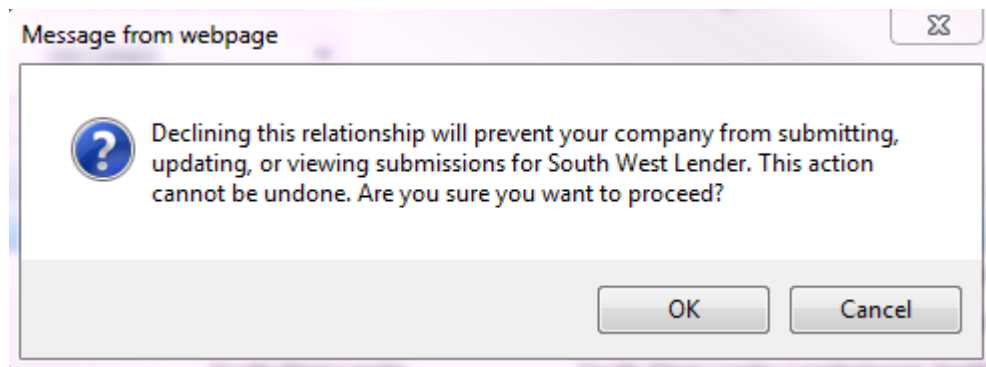 Message from webpage
Declining this relationship will prevent your company from submitting,
updating, or viewing submissions for South West Lender. This action
cannot be undone. Are you sure you want to proceed?
OK
Cancel